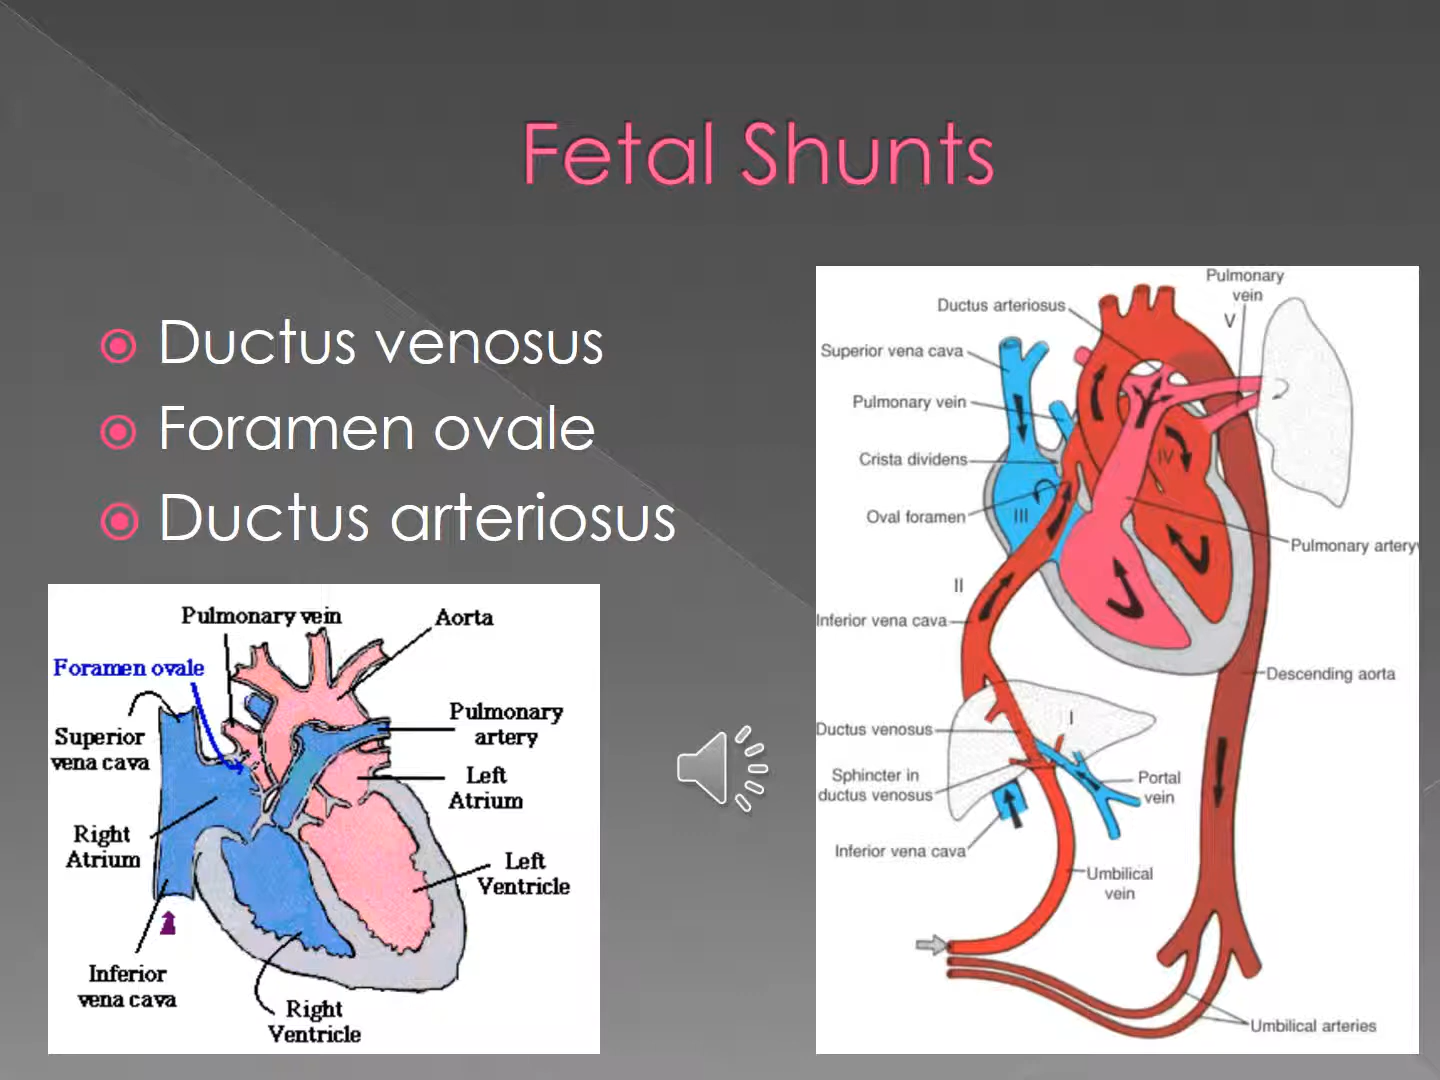 Fetal Shunts
Ductus venosus
Foramen ovale
Ductus arteriosus
Pulmonary vein
Aorta
Foramen ovale
Superior
vena cava
Pulmonary
artery
Left
Atrium
Right
Atrium
Left
Ventricle
Inferior
vena cava
Right
Ventricle
Pulmonary
vein
Ductus arteriosus
V
Superior vena cava
Pulmonary vein
Crista dividens
IV
Oval foramen
III
Pulmonary artery
II
Inferior vena cava
Descending aorta
I
Ductus venosus
Sphincter in
ductus venosus
Portal
vein
Inferior vena cava
Umbilical
vein
Umbilical arteries